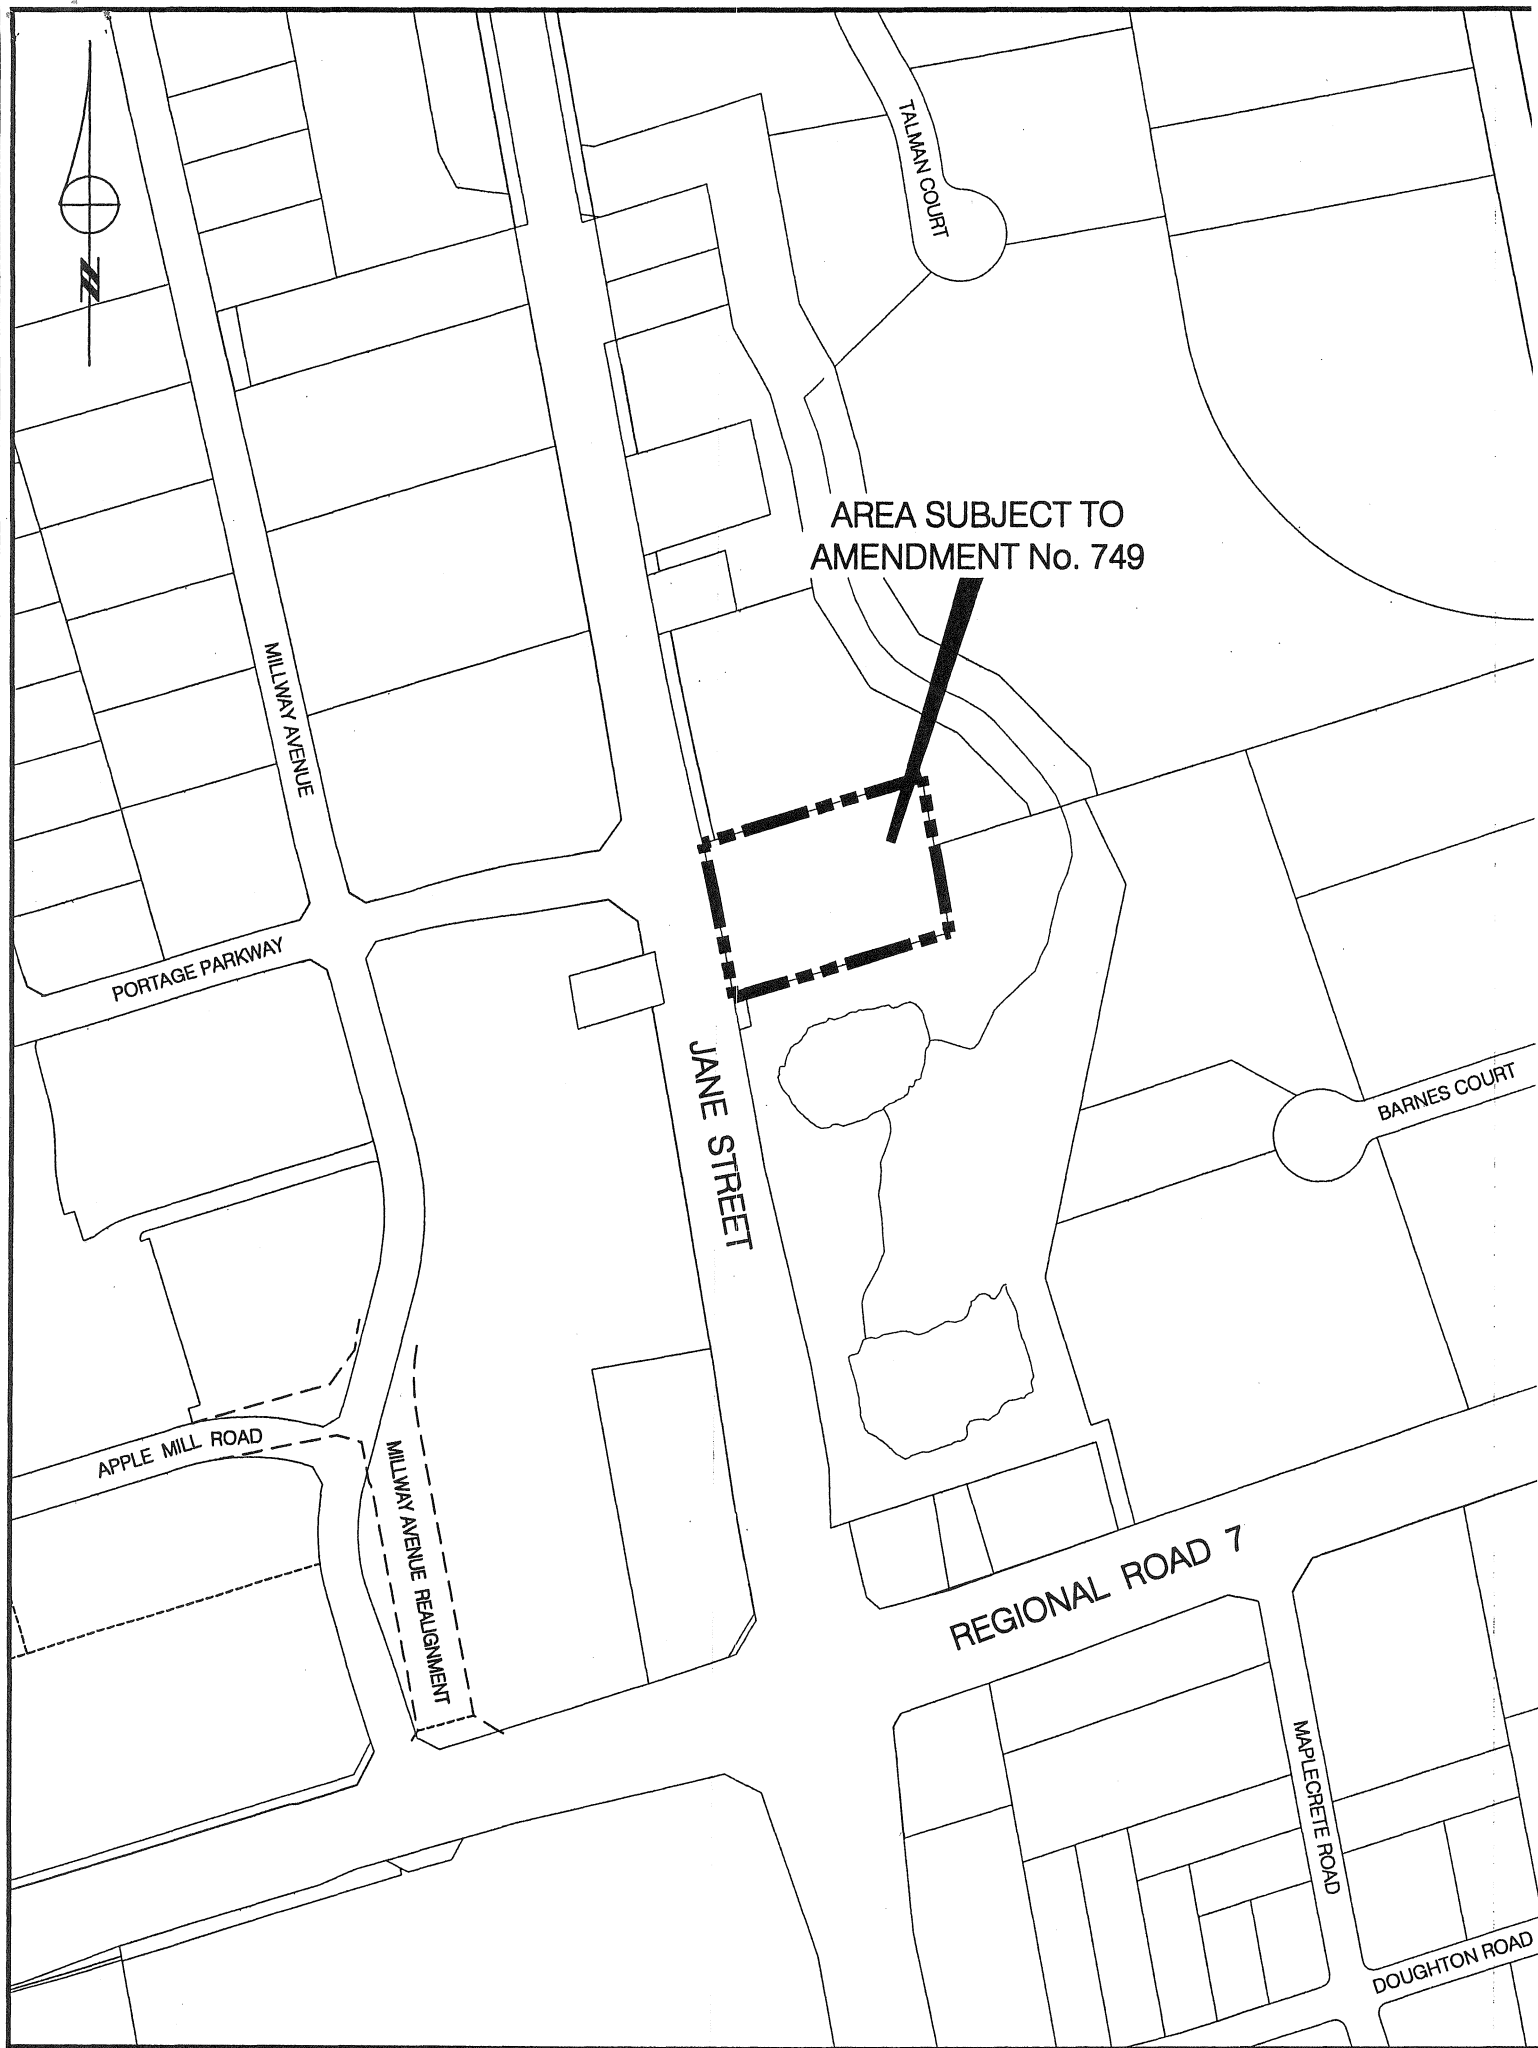 N
TALMAN COURT
AREA SUBJECT TO
AMENDMENT No. 749
MILLWAY AVENUE
PORTAGE PARKWAY
JANE STREET
BARNES COURT
APPLE MILL ROAD
MILLWAY AVENUE REALIGNMENT
REGIONAL ROAD 7
MAPLECRETE ROAD
DOUGHTON ROAD